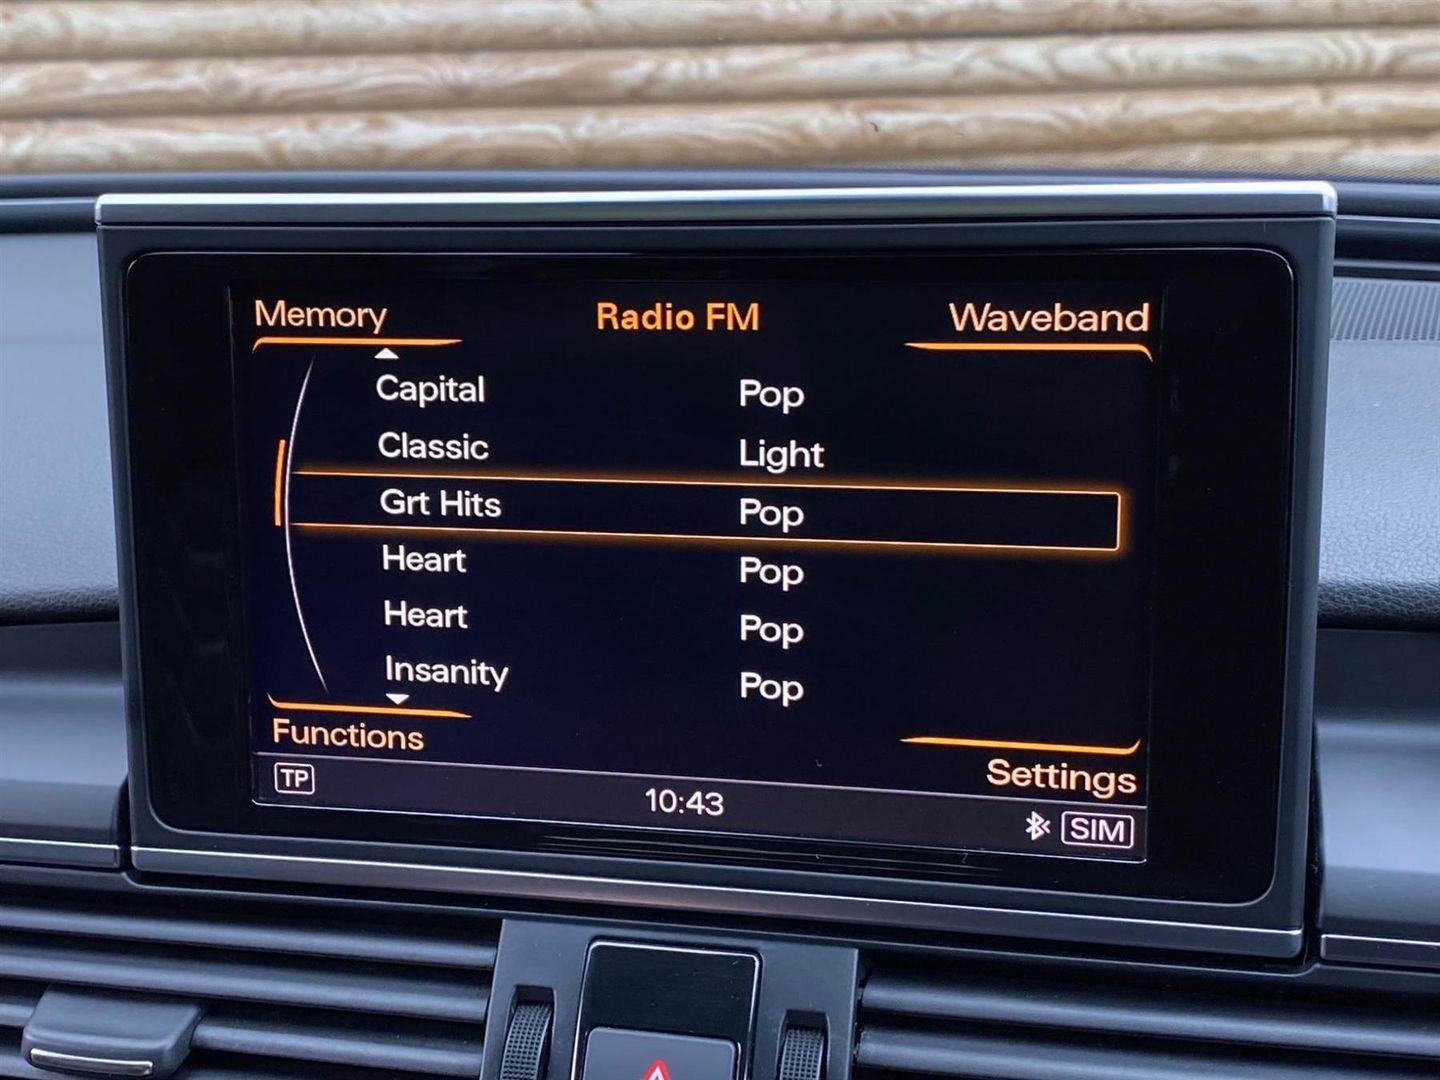 Memory Radio FM Waveband
Capital Pop
Classic Light
Grt Hits Pop
Heart Pop
Heart Pop
Insanity Pop
Functions Settings
TP 10:43 SIM